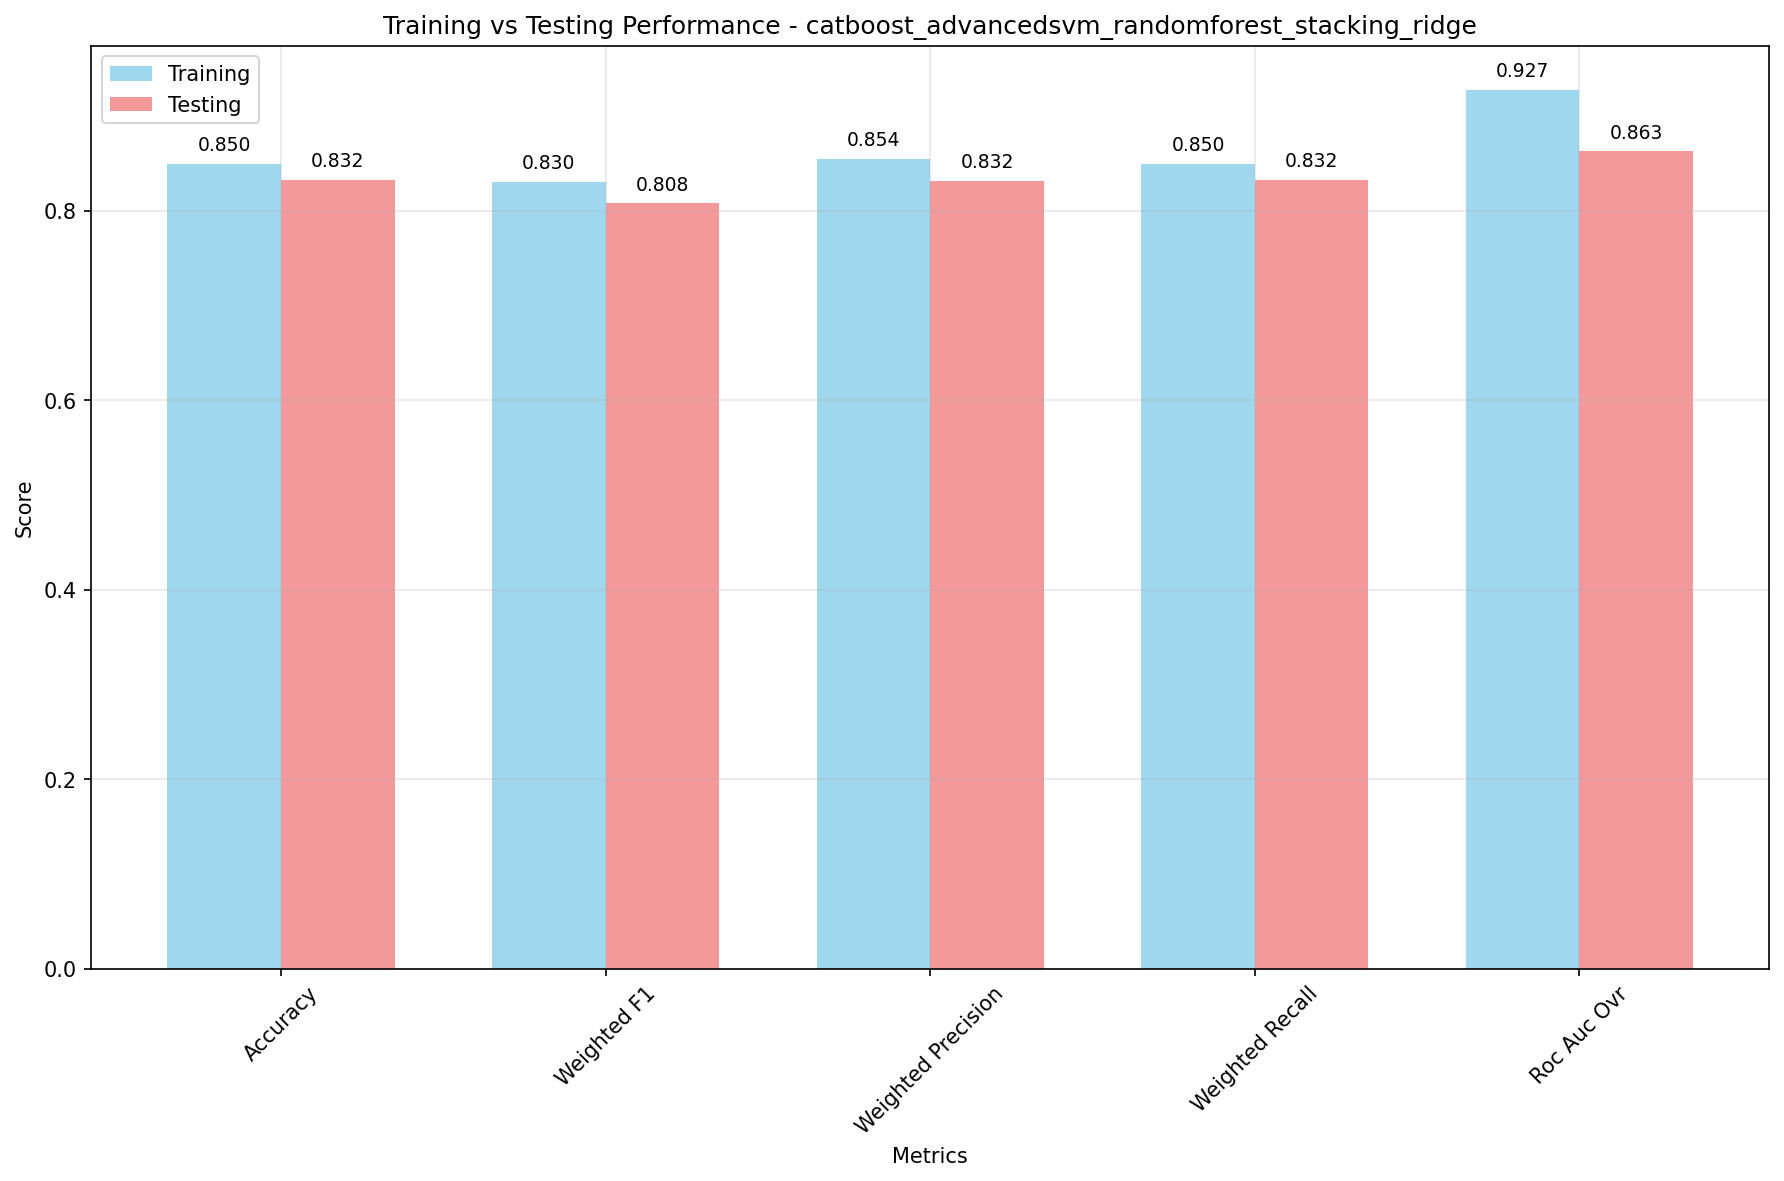 Training vs Testing Performance - catboost_advancedsvm_randomforest_stacking_ridge
Training
Testing
0.850
0.832
0.830
0.808
0.854
0.832
0.850
0.832
0.927
0.863
Score
0.8
0.6
0.4
0.2
0.0
Accuracy
Weighted F1
Weighted Precision
Weighted Recall
Roc Auc Ovr
Metrics